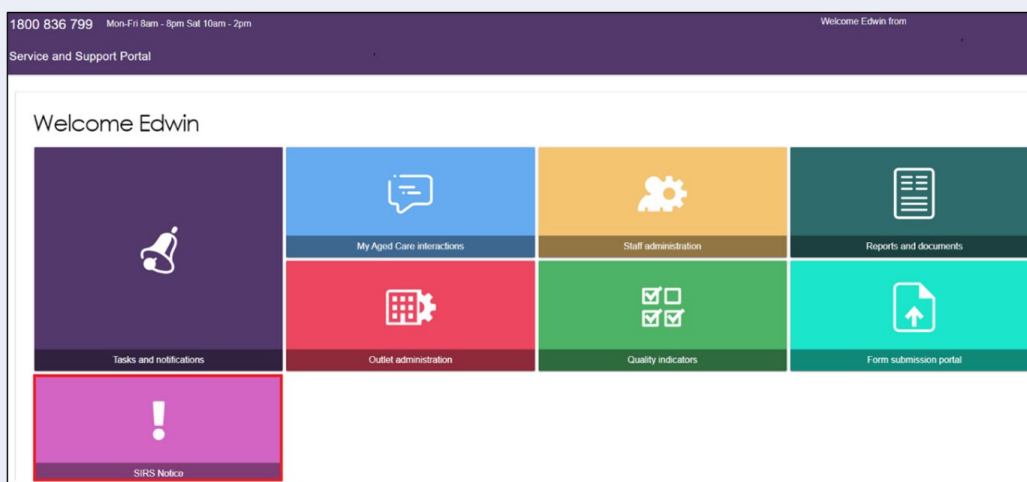 1800 836 799 Mon-Fri 8am - 8pm Sat 10am - 2pm
Welcome Edwin from
Service and Support Portal
Welcome Edwin
My Aged Care interactions
Staff administration
Reports and documents
Tasks and notifications
Outlet administration
Quality indicators
Form submission portal
SIRS Notice